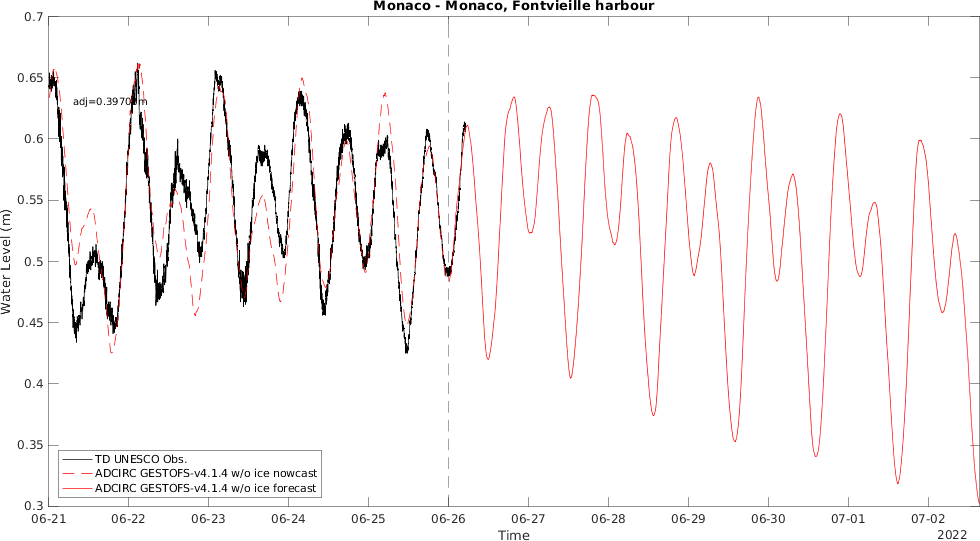 Monaco - Monaco, Fontvieille harbour
0.7
0.65
0.6
0.55
0.5
0.45
0.4
0.35
0.3
Water Level (m)
adj=0.3970 m
TD UNESCO Obs.
ADCIRC GESTOFS-v4.1.4 w/o ice nowcast
ADCIRC GESTOFS-v4.1.4 w/o ice forecast
06-21 06-22 06-23 06-24 06-25 06-26 06-27 06-28 06-29 06-30 07-01 07-02
Time
2022